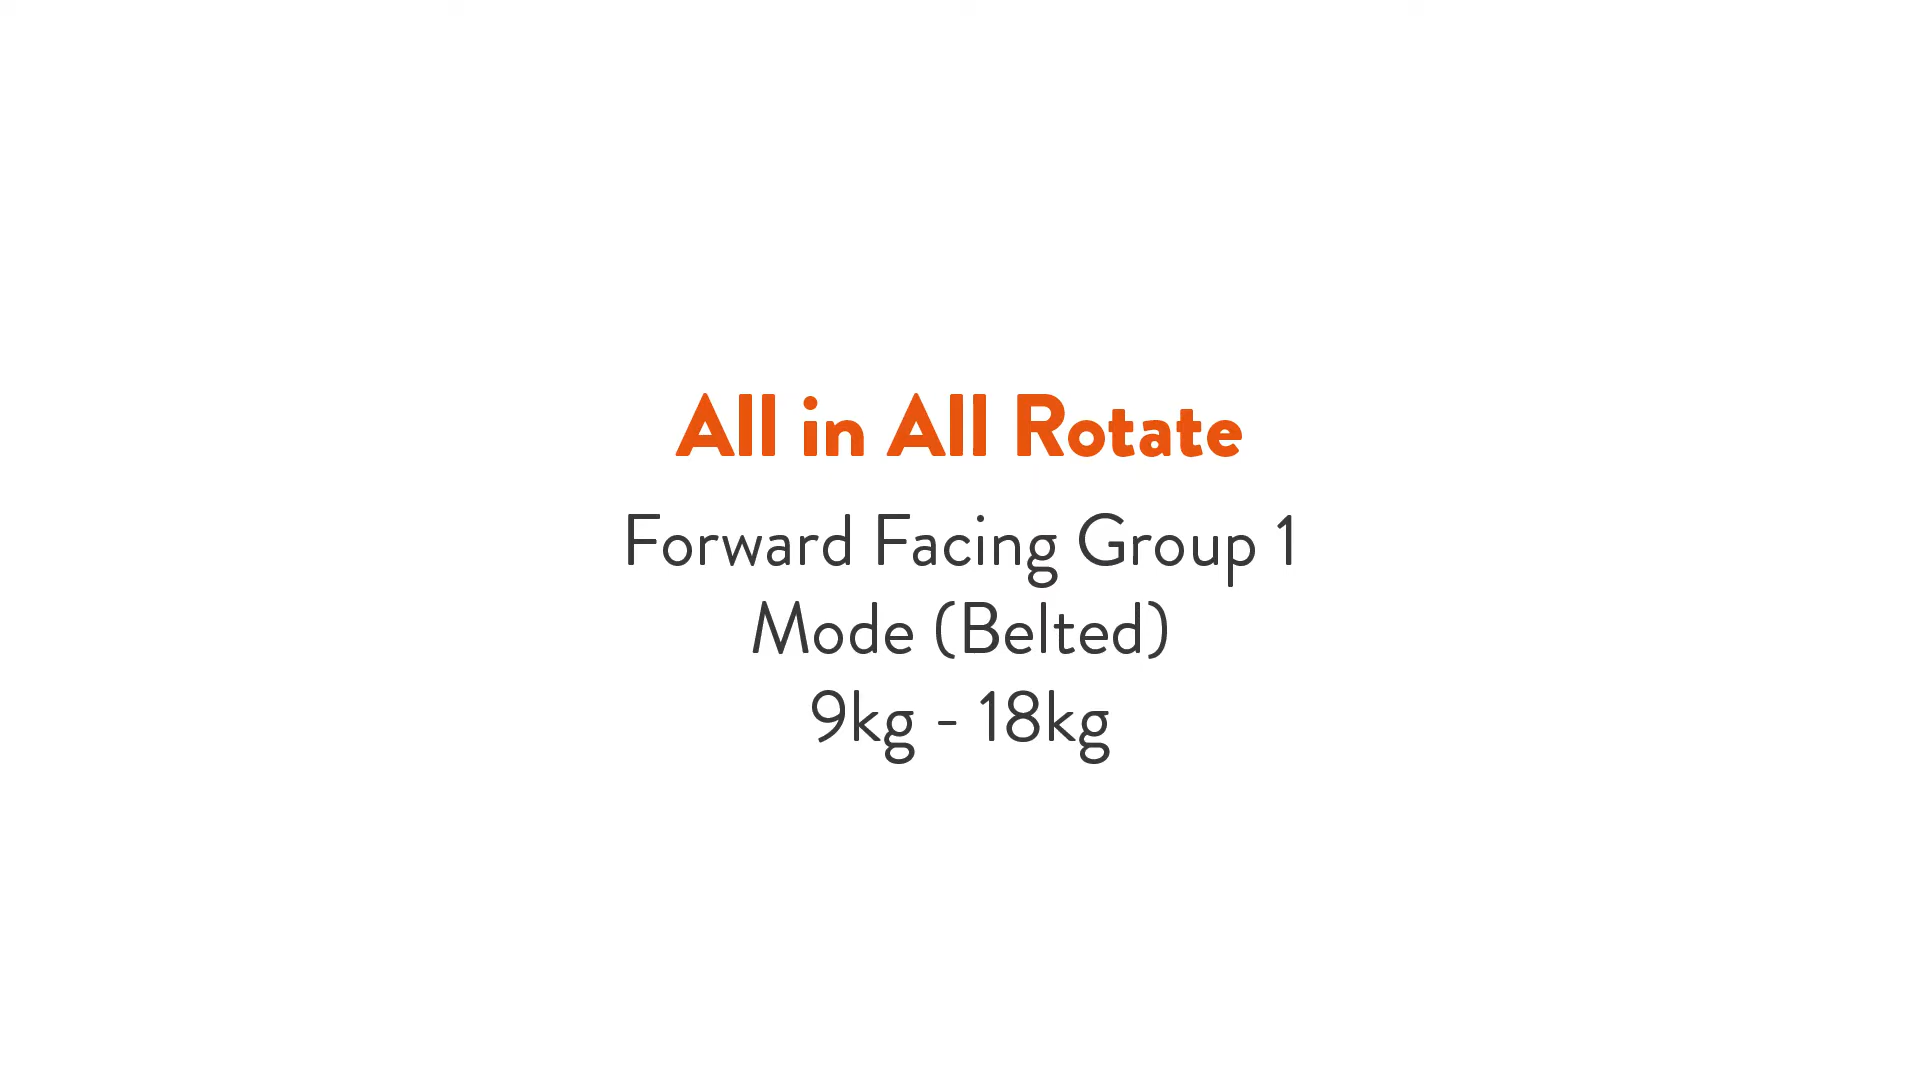 All in All Rotate
Forward Facing Group 1
Mode (Belted)
9kg - 18kg